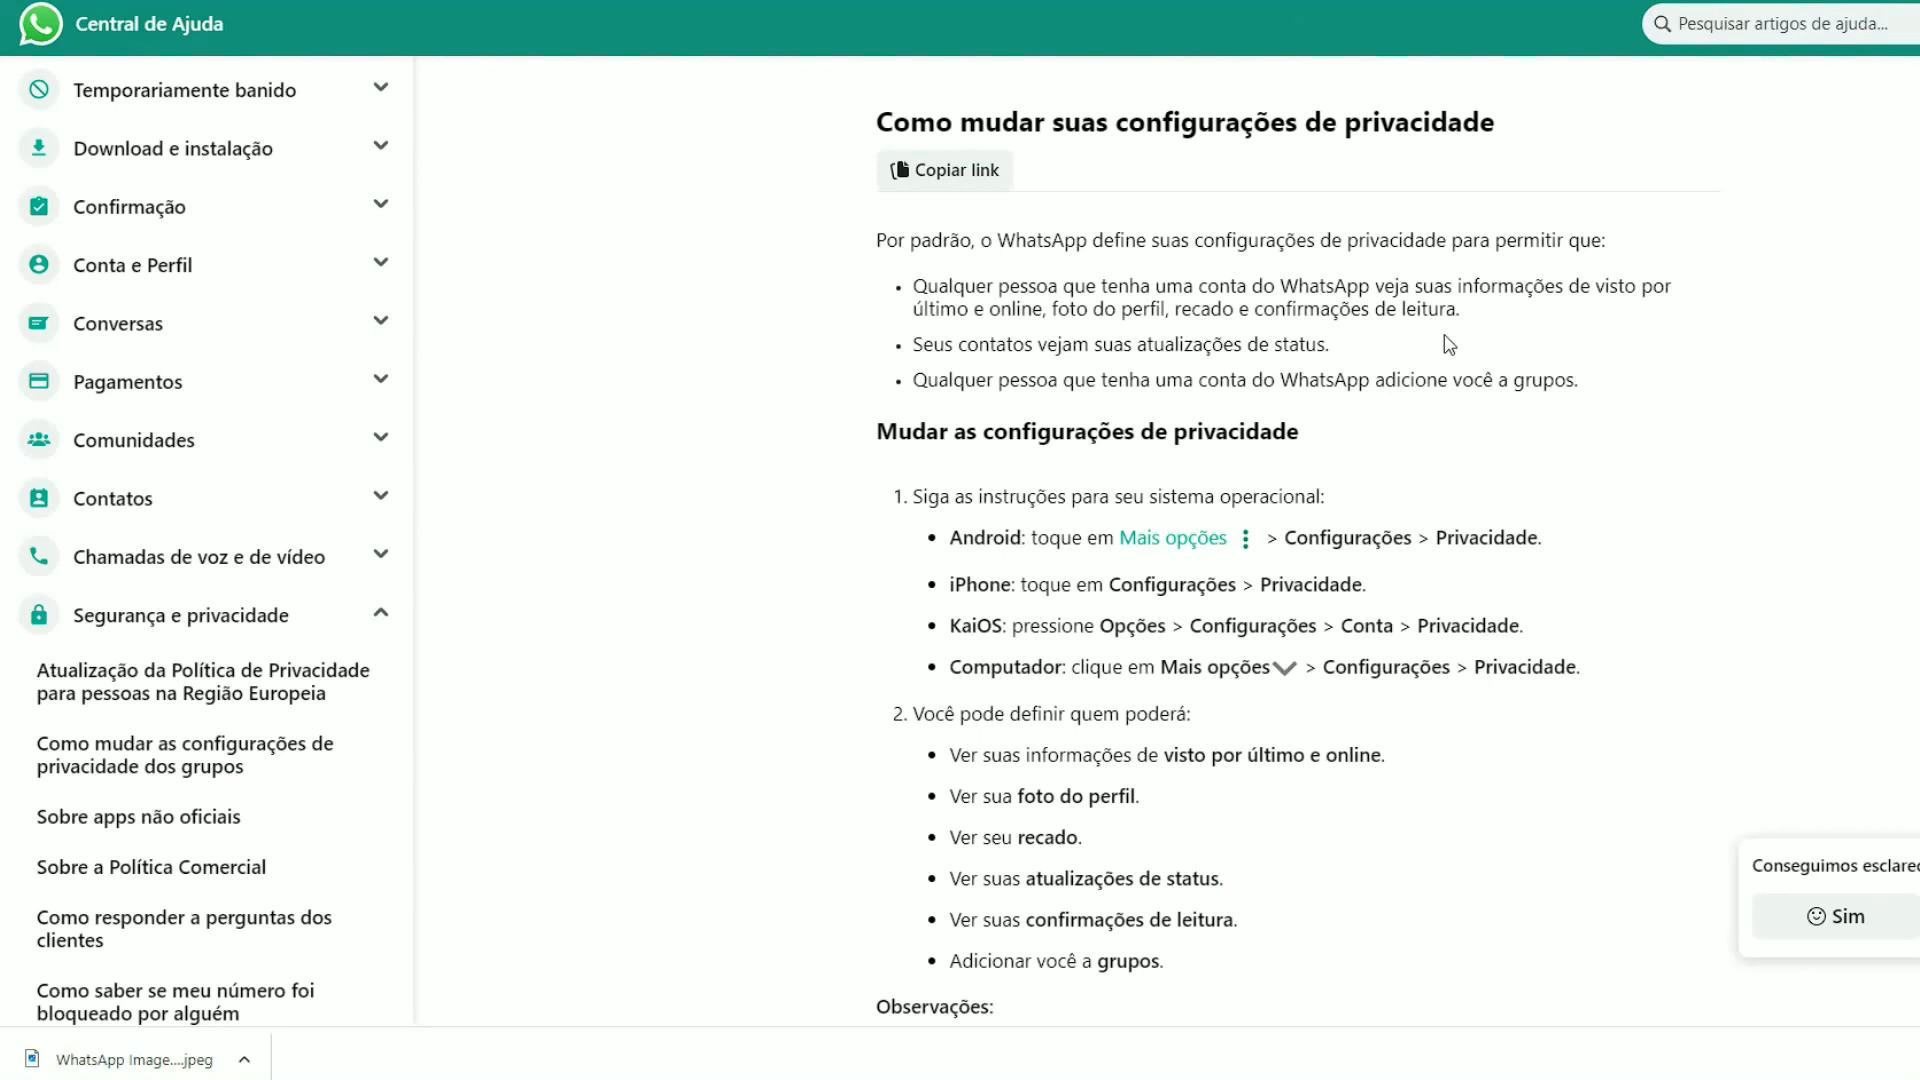 Central de Ajuda
Pesquisar artigos de ajuda...
Temporariamente banido
Download e instalação
Confirmação
Conta e Perfil
Conversas
Pagamentos
Comunidades
Contatos
Chamadas de voz e de vídeo
Segurança e privacidade
Atualização da Política de Privacidade
para pessoas na Região Europeia
Como mudar as configurações de
privacidade dos grupos
Sobre apps não oficiais
Sobre a Política Comercial
Como responder a perguntas dos
clientes
Como saber se meu número foi
bloqueado por alguém
Como mudar suas configurações de privacidade
Copiar link
Por padrão, o WhatsApp define suas configurações de privacidade para permitir que:
• Qualquer pessoa que tenha uma conta do WhatsApp veja suas informações de visto por
último e online, foto do perfil, recado e confirmações de leitura.
• Seus contatos vejam suas atualizações de status.
• Qualquer pessoa que tenha uma conta do WhatsApp adicione você a grupos.
Mudar as configurações de privacidade
1. Siga as instruções para seu sistema operacional:
• Android: toque em Mais opções > Configurações > Privacidade.
• iPhone: toque em Configurações > Privacidade.
• KaiOS: pressione Opções > Configurações > Conta > Privacidade.
• Computador: clique em Mais opções > Configurações > Privacidade.
2. Você pode definir quem poderá:
• Ver suas informações de visto por último e online.
• Ver sua foto do perfil.
• Ver seu recado.
• Ver suas atualizações de status.
• Ver suas confirmações de leitura.
• Adicionar você a grupos.
Observações:
Conseguimos esclarec
Sim
WhatsApp Image....jpeg